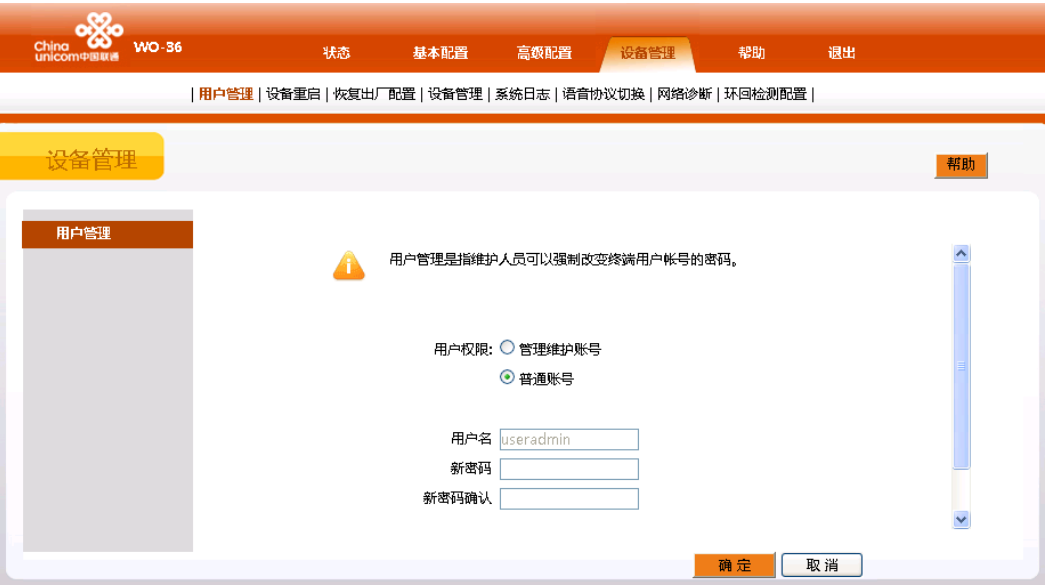 China
unicom中国联通
WO-36
状态 基本配置 高级配置 设备管理 帮助 退出
| 用户管理 | 设备重启 | 恢复出厂配置 | 设备管理 | 系统日志 | 语音协议切换 | 网络诊断 | 环回检测配置 |
设备管理
帮助
用户管理
用户管理是指维护人员可以强制改变终端用户帐号的密码。
用户权限: 管理维护账号
普通账号
用户名 useradmin
新密码
新密码确认
确定 取消